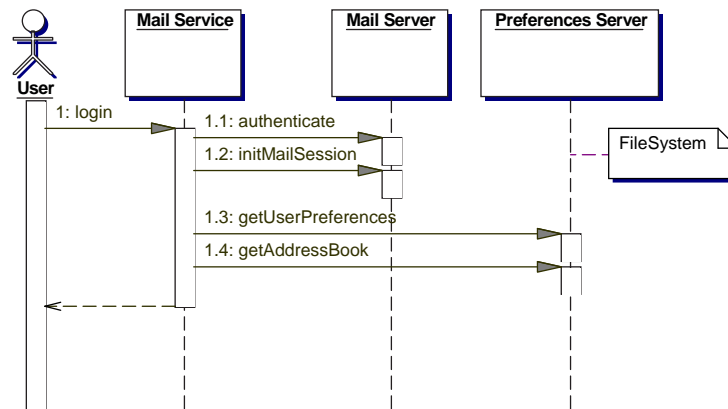 Mail Service
Mail Server
Preferences Server
User
1: login
1.1: authenticate
1.2: initMailSession
FileSystem
1.3: getUserPreferences
1.4: getAddressBook